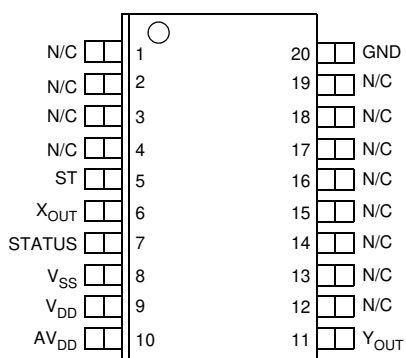 N/C 1 20 GND
N/C 2 19 N/C
N/C 3 18 N/C
N/C 4 17 N/C
ST 5 16 N/C
XOUT 6 15 N/C
STATUS 7 14 N/C
VSS 8 13 N/C
VDD 9 12 N/C
AVDD 10 11 YOUT